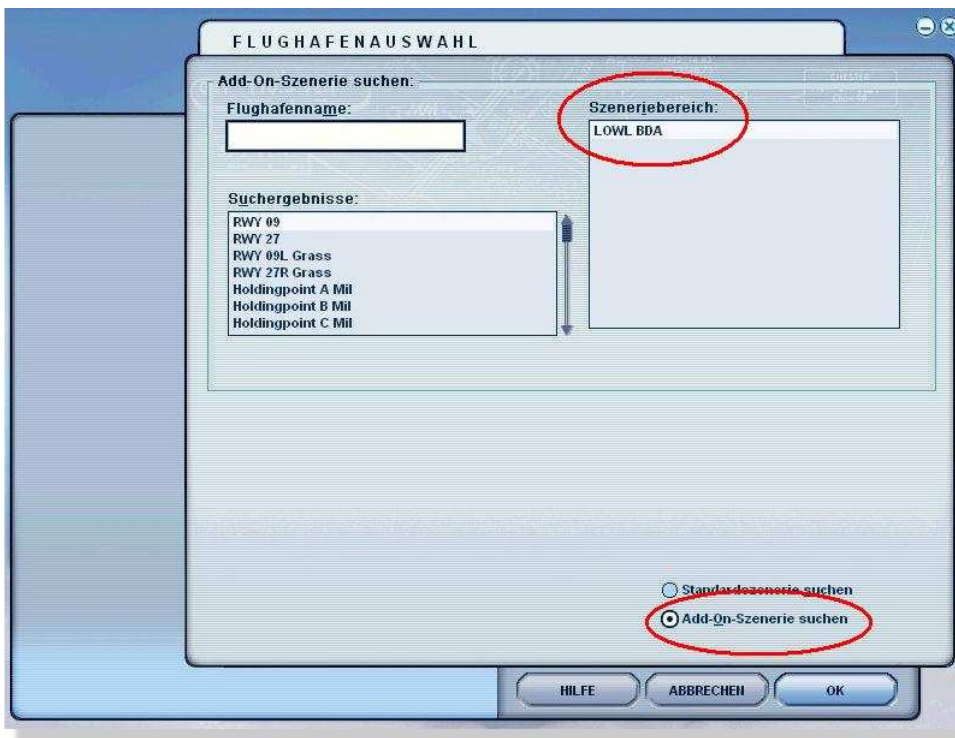 FLUGHAFENAUSWAHL
Add-On-Szenerie suchen:
Flughafenname:
Szeneriebereich:
LOWL BDA
Suchergebnisse:
RWY 09
RWY 27
RWY 09L Grass
RWY 27R Grass
Holdingpoint A Mil
Holdingpoint B Mil
Holdingpoint C Mil
Standardszenerie suchen
Add-On-Szenerie suchen
HILFE
ABBRECHEN
OK